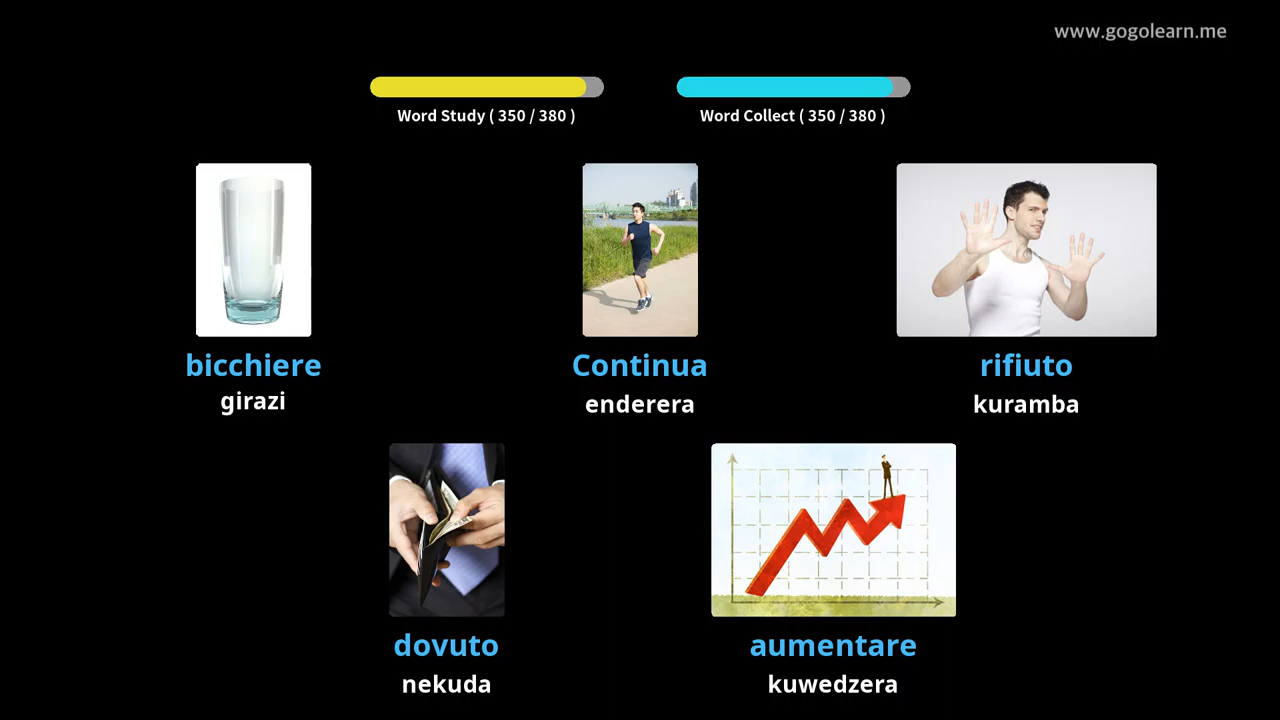 www.gogolearn.me
Word Study ( 350 / 380 )
Word Collect ( 350 / 380 )
bicchiere
girazi
Continua
enderera
rifiuto
kuramba
dovuto
nekuda
aumentare
kuwedzera